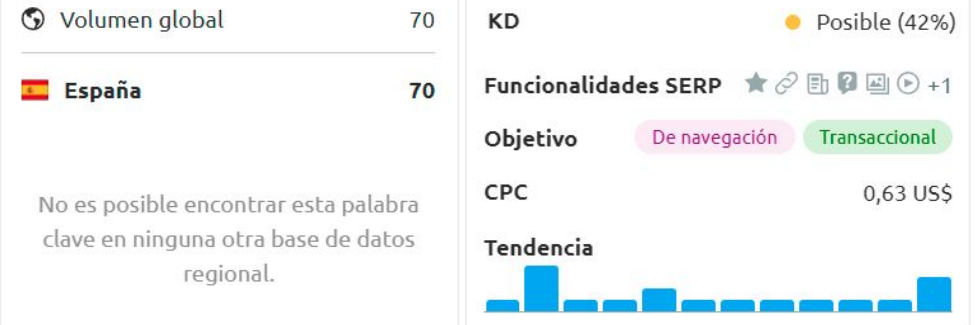 Volumen global 70
España 70
No es posible encontrar esta palabra
clave en ninguna otra base de datos
regional.
KD Posible (42%)
Funcionalidades SERP +1
Objetivo De navegación Transaccional
CPC 0,63 US$
Tendencia